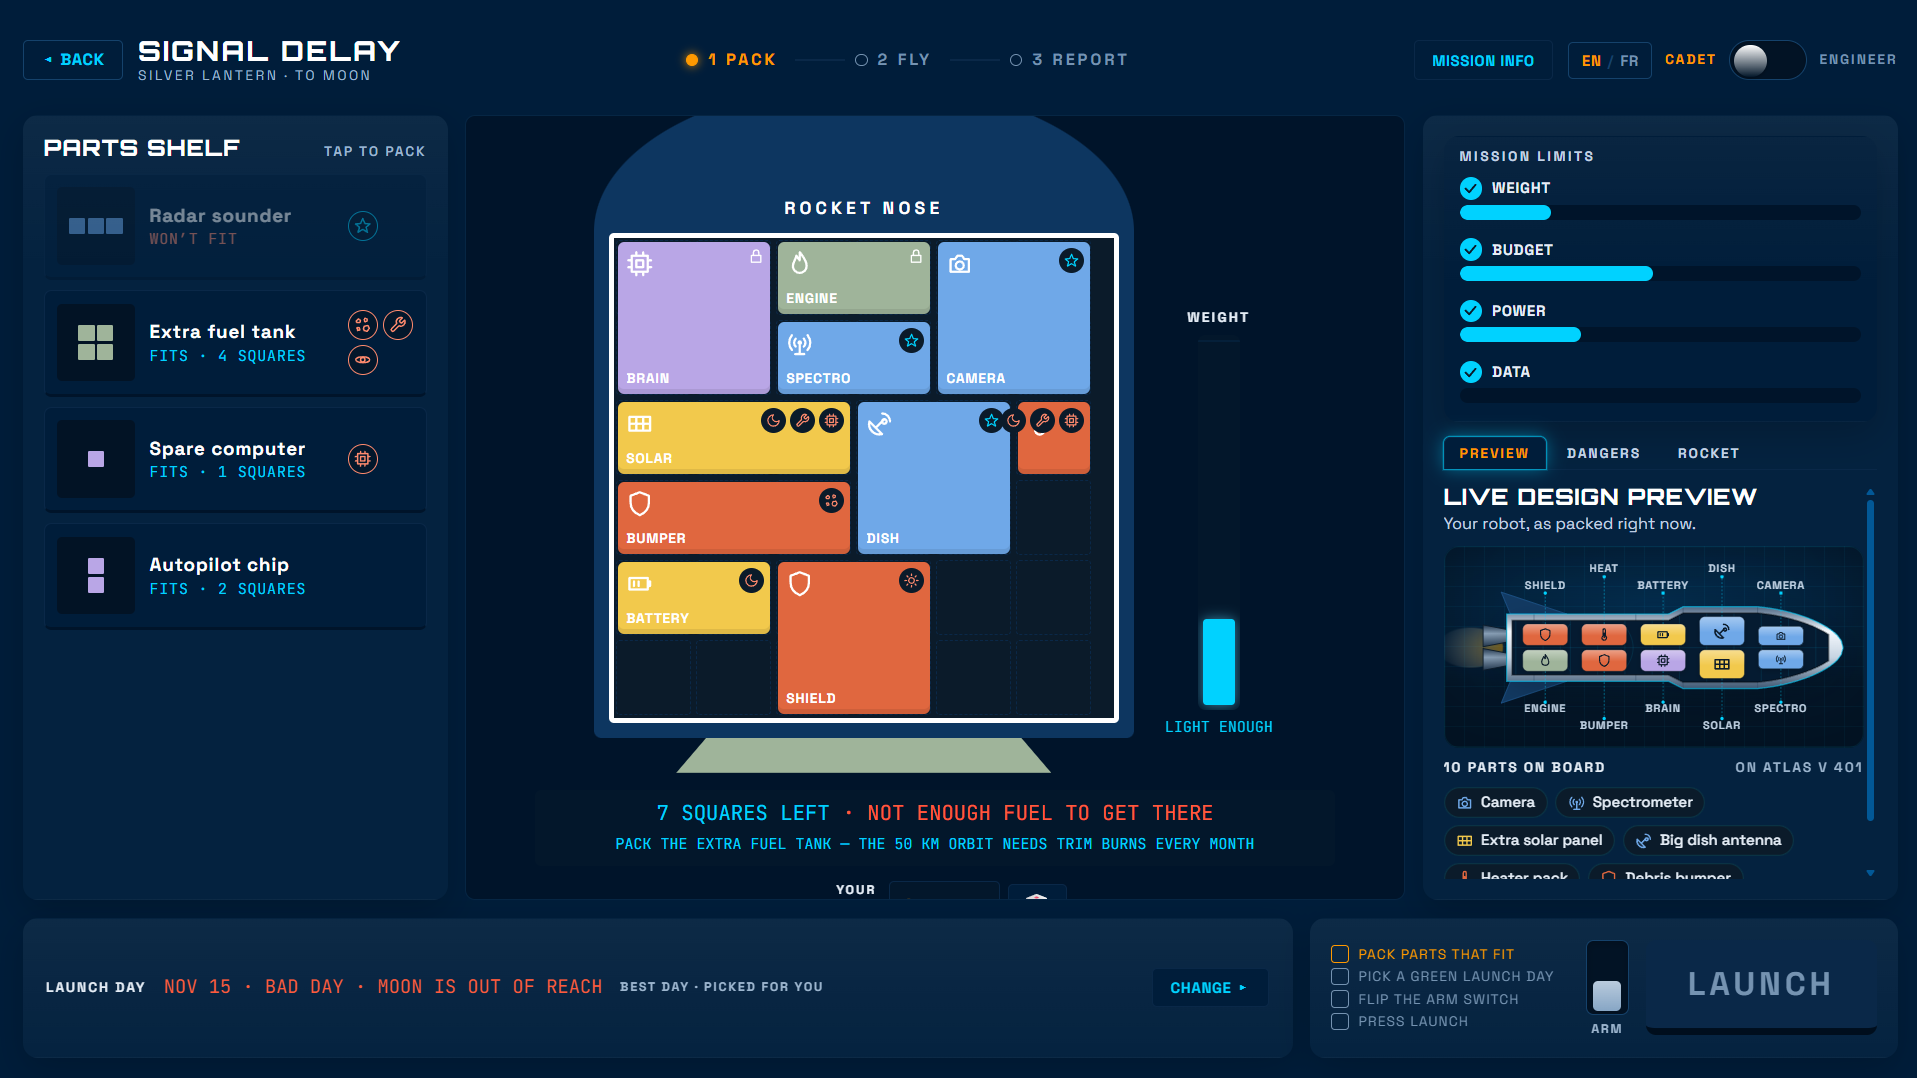 ◂ BACK
SIGNAL DELAY
SILVER LANTERN · TO MOON
1 PACK
2 FLY
3 REPORT
MISSION INFO
EN / FR
CADET
ENGINEER
PARTS SHELF
TAP TO PACK
Radar sounder
WON'T FIT
Extra fuel tank
FITS · 4 SQUARES
Spare computer
FITS · 1 SQUARES
Autopilot chip
FITS · 2 SQUARES
ROCKET NOSE
BRAIN
ENGINE
SPECTRO
CAMERA
SOLAR
BUMPER
DISH
BATTERY
SHIELD
WEIGHT
LIGHT ENOUGH
7 SQUARES LEFT · NOT ENOUGH FUEL TO GET THERE
PACK THE EXTRA FUEL TANK — THE 50 KM ORBIT NEEDS TRIM BURNS EVERY MONTH
YOUR
MISSION LIMITS
WEIGHT
BUDGET
POWER
DATA
PREVIEW
DANGERS
ROCKET
LIVE DESIGN PREVIEW
Your robot, as packed right now.
HEAT
DISH
SHIELD
BATTERY
CAMERA
ENGINE
BRAIN
SPECTRO
BUMPER
SOLAR
10 PARTS ON BOARD
ON ATLAS V 401
Camera
Spectrometer
Extra solar panel
Big dish antenna
Heater pack
Debris bumper
LAUNCH DAY
NOV 15 · BAD DAY · MOON IS OUT OF REACH
BEST DAY · PICKED FOR YOU
CHANGE ▸
PACK PARTS THAT FIT
PICK A GREEN LAUNCH DAY
FLIP THE ARM SWITCH
PRESS LAUNCH
ARM
LAUNCH